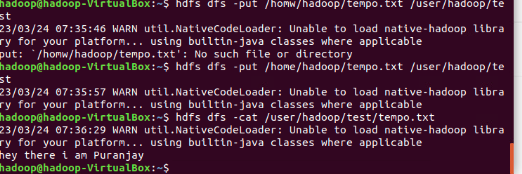 hadoop@hadoop-VirtualBox:~$ hdfs dfs -put /homw/hadoop/tempo.txt /user/hadoop/te
st
23/03/24 07:35:46 WARN util.NativeCodeLoader: Unable to load native-hadoop libra
ry for your platform... using builtin-java classes where applicable
put: `/homw/hadoop/tempo.txt': No such file or directory
hadoop@hadoop-VirtualBox:~$ hdfs dfs -put /home/hadoop/tempo.txt /user/hadoop/te
st
23/03/24 07:35:57 WARN util.NativeCodeLoader: Unable to load native-hadoop libra
ry for your platform... using builtin-java classes where applicable
hadoop@hadoop-VirtualBox:~$ hdfs dfs -cat /user/hadoop/test/tempo.txt
23/03/24 07:36:29 WARN util.NativeCodeLoader: Unable to load native-hadoop libra
ry for your platform... using builtin-java classes where applicable
hey there i am Puranjay
hadoop@hadoop-VirtualBox:~$